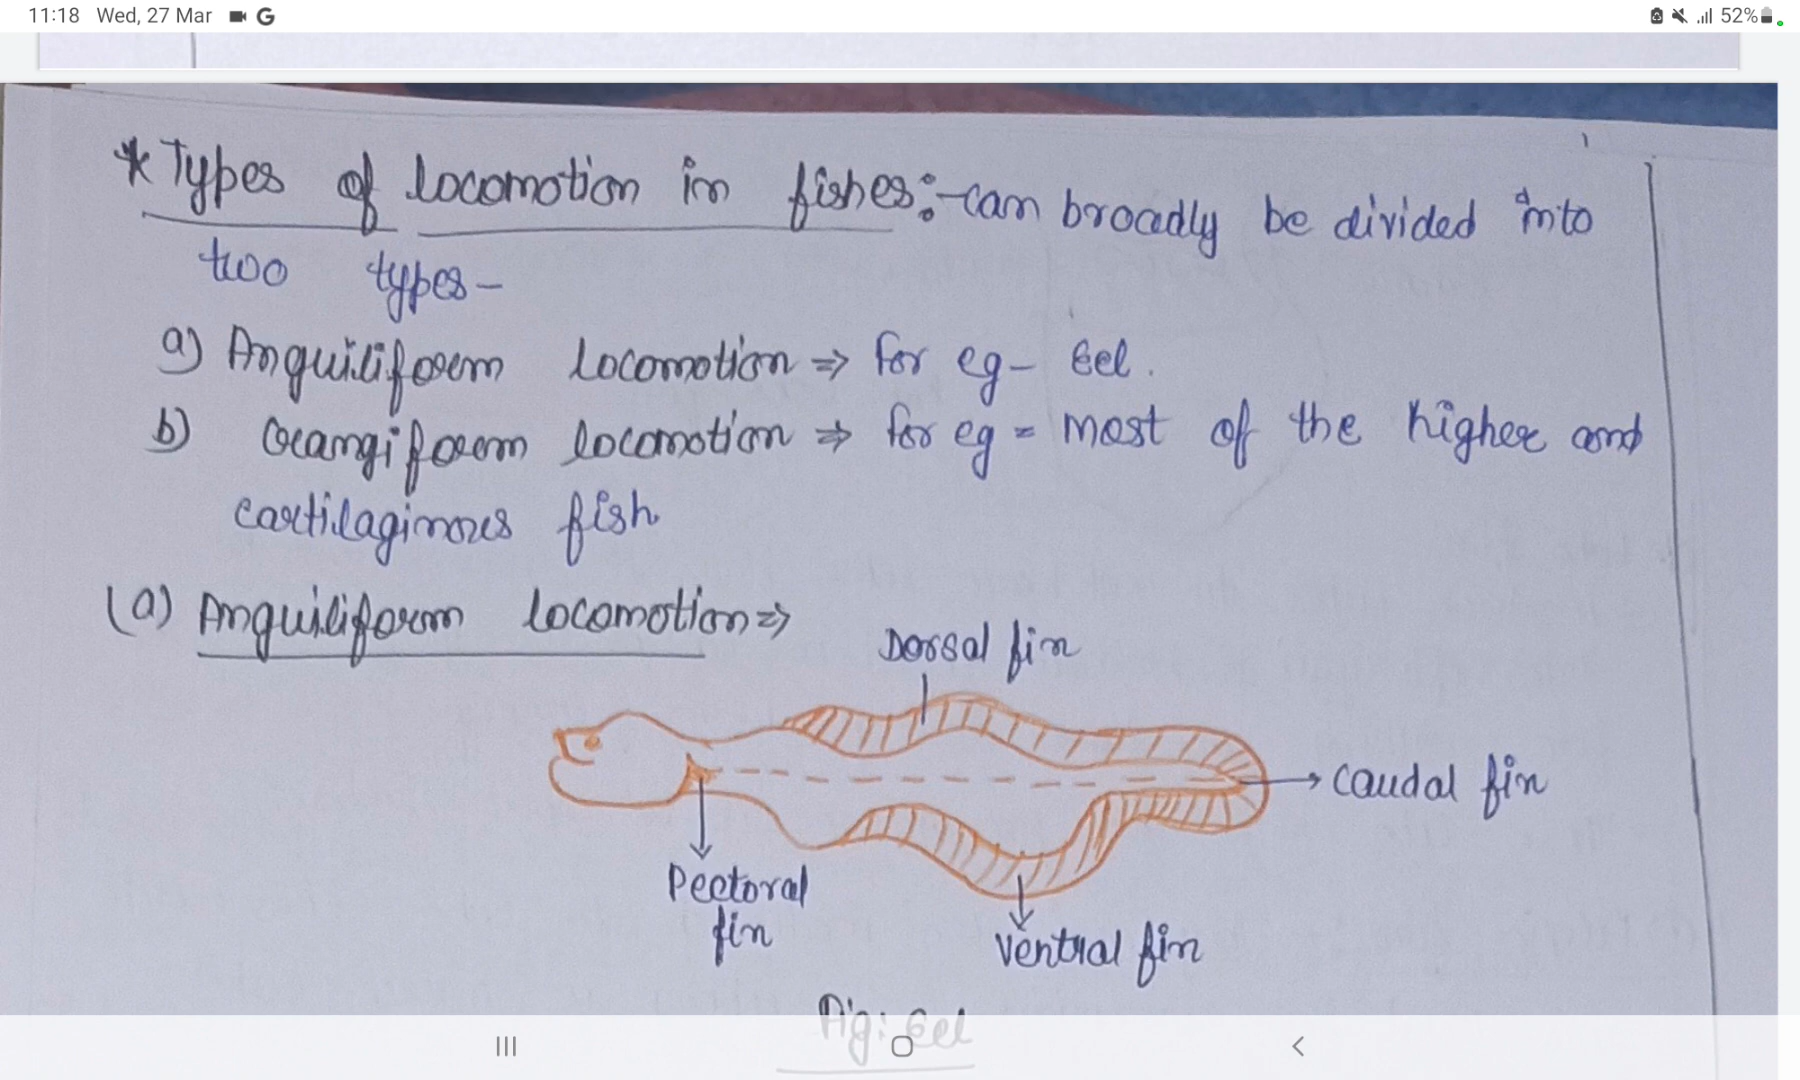 11:18 Wed, 27 Mar G
52%
* Types of locomotion in fishes:- can broadly be divided into
two types-
a) Anguiliform locomotion ⇒ for eg- Eel.
b) Crangiform locomotion ⇒ for eg = most of the higher and
cartilaginous fish
(a) Anguiliform locomotion ⇒
Dorsal fin
→ caudal fin
Pectoral
fin
Ventral fin
Fig: Eel